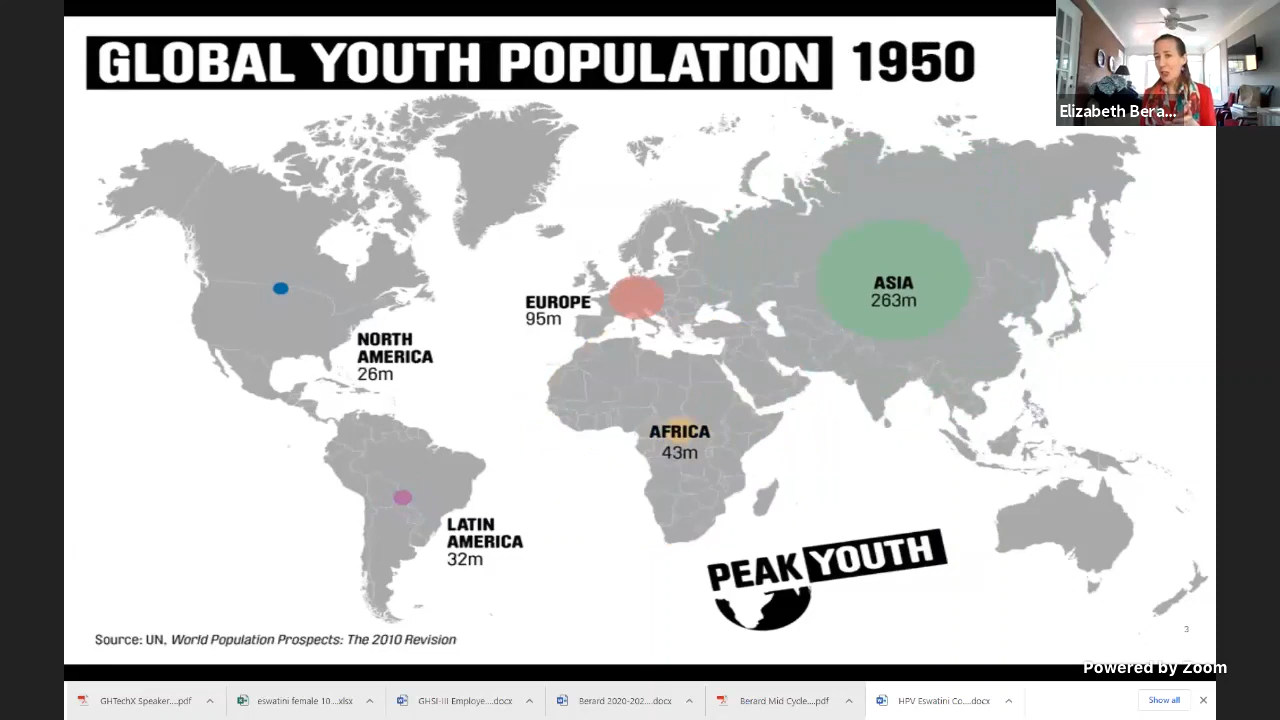 GLOBAL YOUTH POPULATION 1950
Elizabeth Bera...
ASIA
263m
EUROPE
95m
NORTH
AMERICA
26m
AFRICA
43m
LATIN
AMERICA
32m
PEAK YOUTH
3
Source: UN, World Population Prospects: The 2010 Revision
Powered by Zoom
GHTechX Speaker....pdf
eswatini female 10....xlsx
GHSI-III Employe....docx
Berard 2020-202....docx
Berard Mid Cycle....pdf
HPV Eswatini Co....docx
Show all